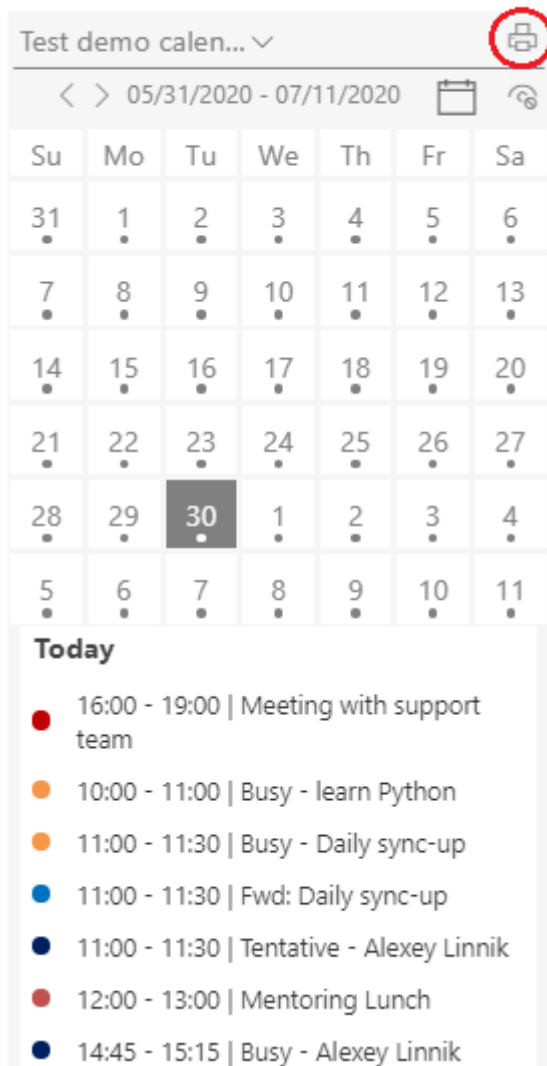 Test demo calen...
05/31/2020 - 07/11/2020
Su Mo Tu We Th Fr Sa
31 1 2 3 4 5 6
7 8 9 10 11 12 13
14 15 16 17 18 19 20
21 22 23 24 25 26 27
28 29 30 1 2 3 4
5 6 7 8 9 10 11
Today
16:00 - 19:00 | Meeting with support
team
10:00 - 11:00 | Busy - learn Python
11:00 - 11:30 | Busy - Daily sync-up
11:00 - 11:30 | Fwd: Daily sync-up
11:00 - 11:30 | Tentative - Alexey Linnik
12:00 - 13:00 | Mentoring Lunch
14:45 - 15:15 | Busy - Alexey Linnik